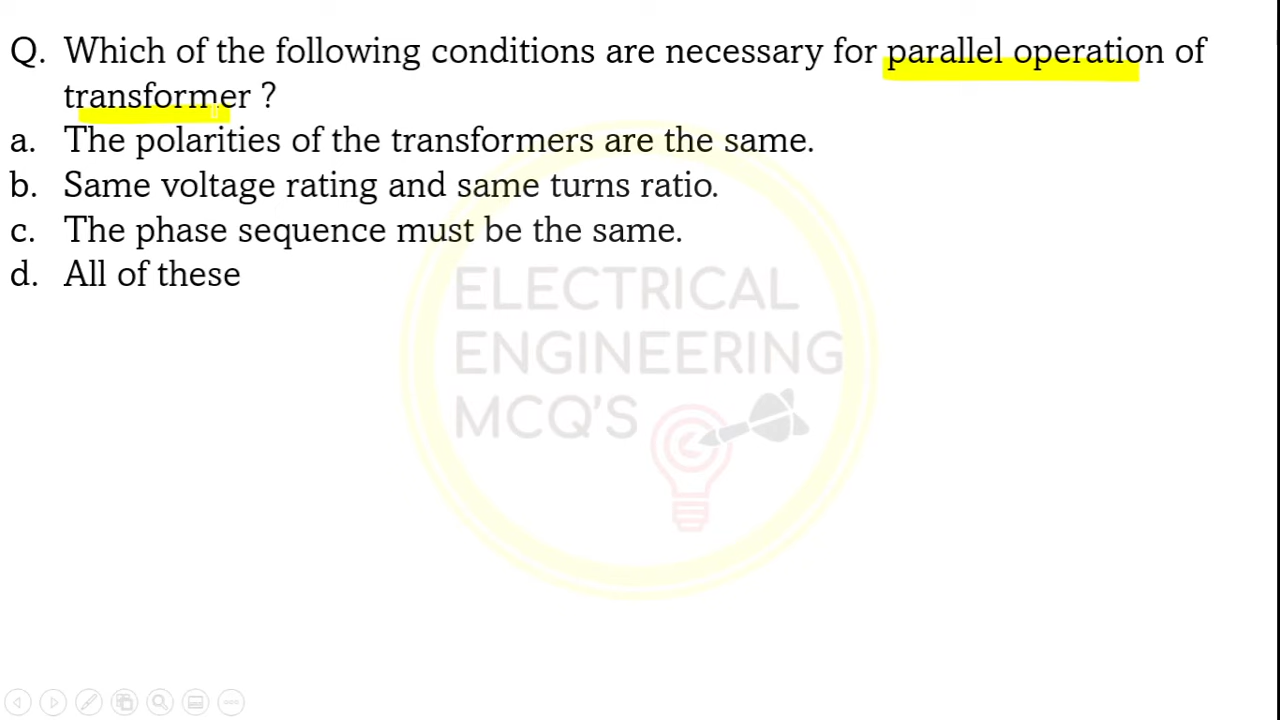 Q. Which of the following conditions are necessary for parallel operation of
transformer ?
a. The polarities of the transformers are the same.
b. Same voltage rating and same turns ratio.
c. The phase sequence must be the same.
d. All of these
ELECTRICAL
ENGINEERING
MCQ'S